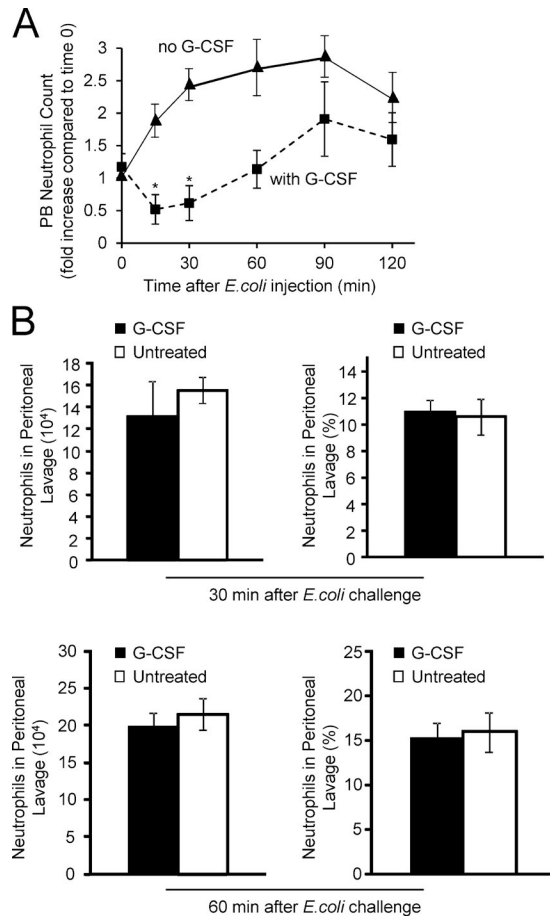 A
PB Neutrophil Count
(fold increase compared to time 0)
3
2.5
2
1.5
1
0.5
0
no G-CSF
with G-CSF
*
*
0
30
60
90
120
Time after E.coli injection (min)
B
G-CSF
Untreated
Neutrophils in Peritoneal
Lavage (10⁴)
18
16
14
12
10
8
6
4
2
0
G-CSF
Untreated
Neutrophils in Peritoneal
Lavage (%)
14
12
10
8
6
4
2
0
30 min after E.coli challenge
G-CSF
Untreated
Neutrophils in Peritoneal
Lavage (10⁴)
30
25
20
15
10
5
0
G-CSF
Untreated
Neutrophils in Peritoneal
Lavage (%)
25
20
15
10
5
0
60 min after E.coli challenge